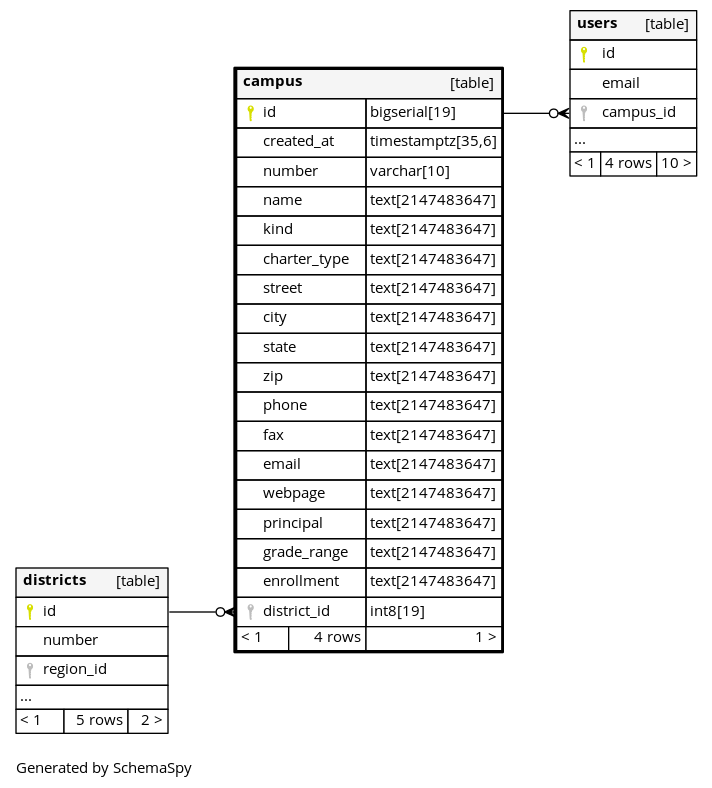 users [table]
id
email
campus_id
...
< 1 4 rows 10 >
campus [table]
id bigserial[19]
created_at timestamptz[35,6]
number varchar[10]
name text[2147483647]
kind text[2147483647]
charter_type text[2147483647]
street text[2147483647]
city text[2147483647]
state text[2147483647]
zip text[2147483647]
phone text[2147483647]
fax text[2147483647]
email text[2147483647]
webpage text[2147483647]
principal text[2147483647]
grade_range text[2147483647]
enrollment text[2147483647]
district_id int8[19]
< 1 4 rows 1 >
districts [table]
id
number
region_id
...
< 1 5 rows 2 >
Generated by SchemaSpy